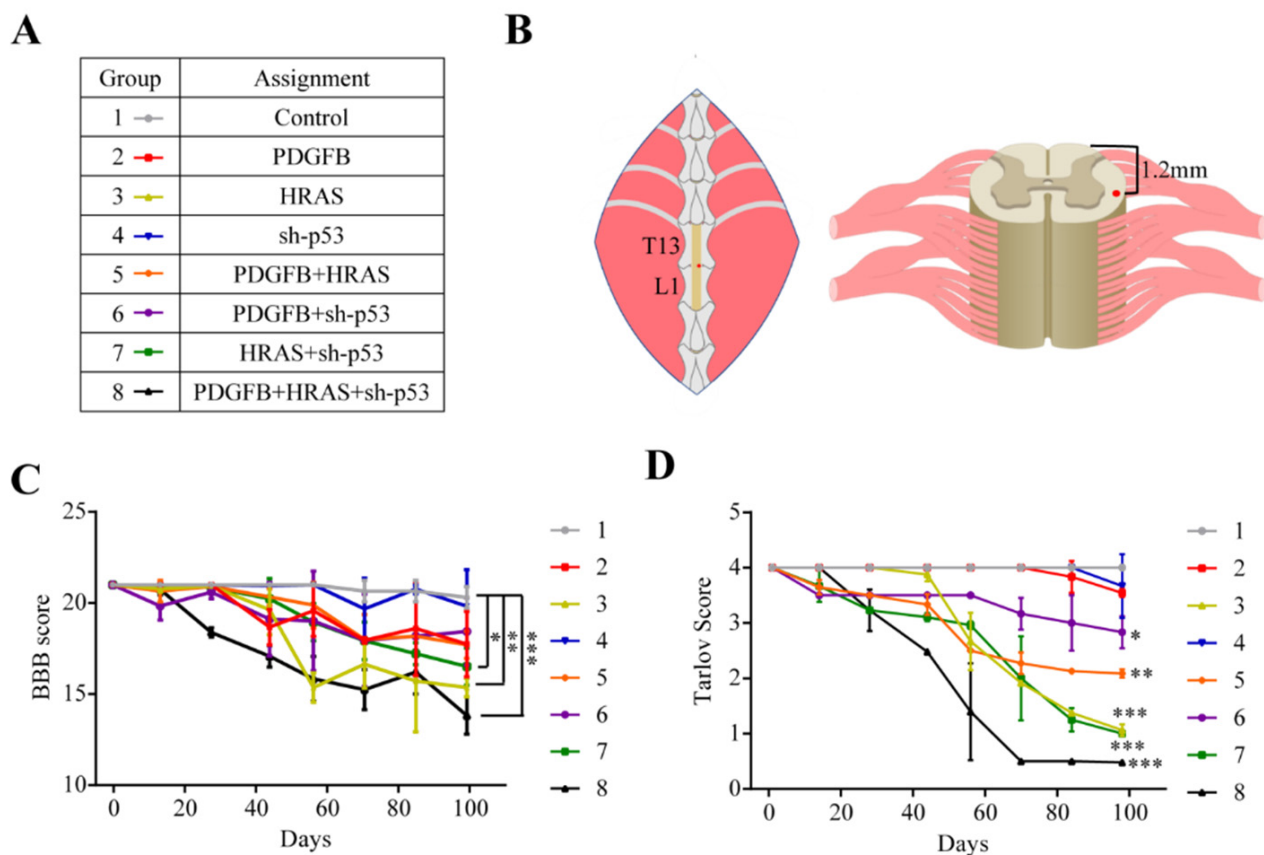 A
Group Assignment
1 Control
2 PDGFB
3 HRAS
4 sh-p53
5 PDGFB+HRAS
6 PDGFB+sh-p53
7 HRAS+sh-p53
8 PDGFB+HRAS+sh-p53
B
T13
L1
1.2mm
C
BBB score
25
20
15
10
0 20 40 60 80 100
Days
*
**
***
1
2
3
4
5
6
7
8
D
Tarlov Score
5
4
3
2
1
0
0 20 40 60 80 100
Days
*
**
***
***
***
1
2
3
4
5
6
7
8